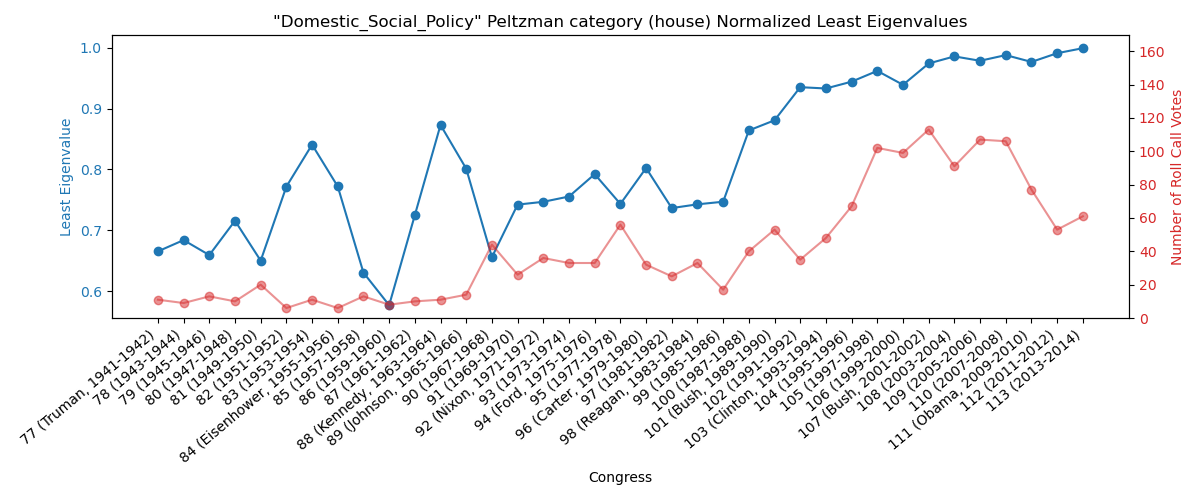 "Domestic_Social_Policy" Peltzman category (house) Normalized Least Eigenvalues
Least Eigenvalue
1.0
0.9
0.8
0.7
0.6
160
140
120
100
80
60
40
20
0
Number of Roll Call Votes
77 (Truman, 1941-1942)
78 (1943-1944)
79 (1945-1946)
80 (1947-1948)
81 (1949-1950)
82 (1951-1952)
83 (1953-1954)
84 (Eisenhower, 1955-1956)
85 (1957-1958)
86 (1959-1960)
87 (1961-1962)
88 (Kennedy, 1963-1964)
89 (Johnson, 1965-1966)
90 (1967-1968)
91 (1969-1970)
92 (Nixon, 1971-1972)
93 (1973-1974)
94 (Ford, 1975-1976)
95 (1977-1978)
96 (Carter, 1979-1980)
97 (1981-1982)
98 (Reagan, 1983-1984)
99 (1985-1986)
100 (1987-1988)
101 (Bush, 1989-1990)
102 (1991-1992)
103 (Clinton, 1993-1994)
104 (1995-1996)
105 (1997-1998)
106 (1999-2000)
107 (Bush, 2001-2002)
108 (2003-2004)
109 (2005-2006)
110 (2007-2008)
111 (Obama, 2009-2010)
112 (2011-2012)
113 (2013-2014)
Congress